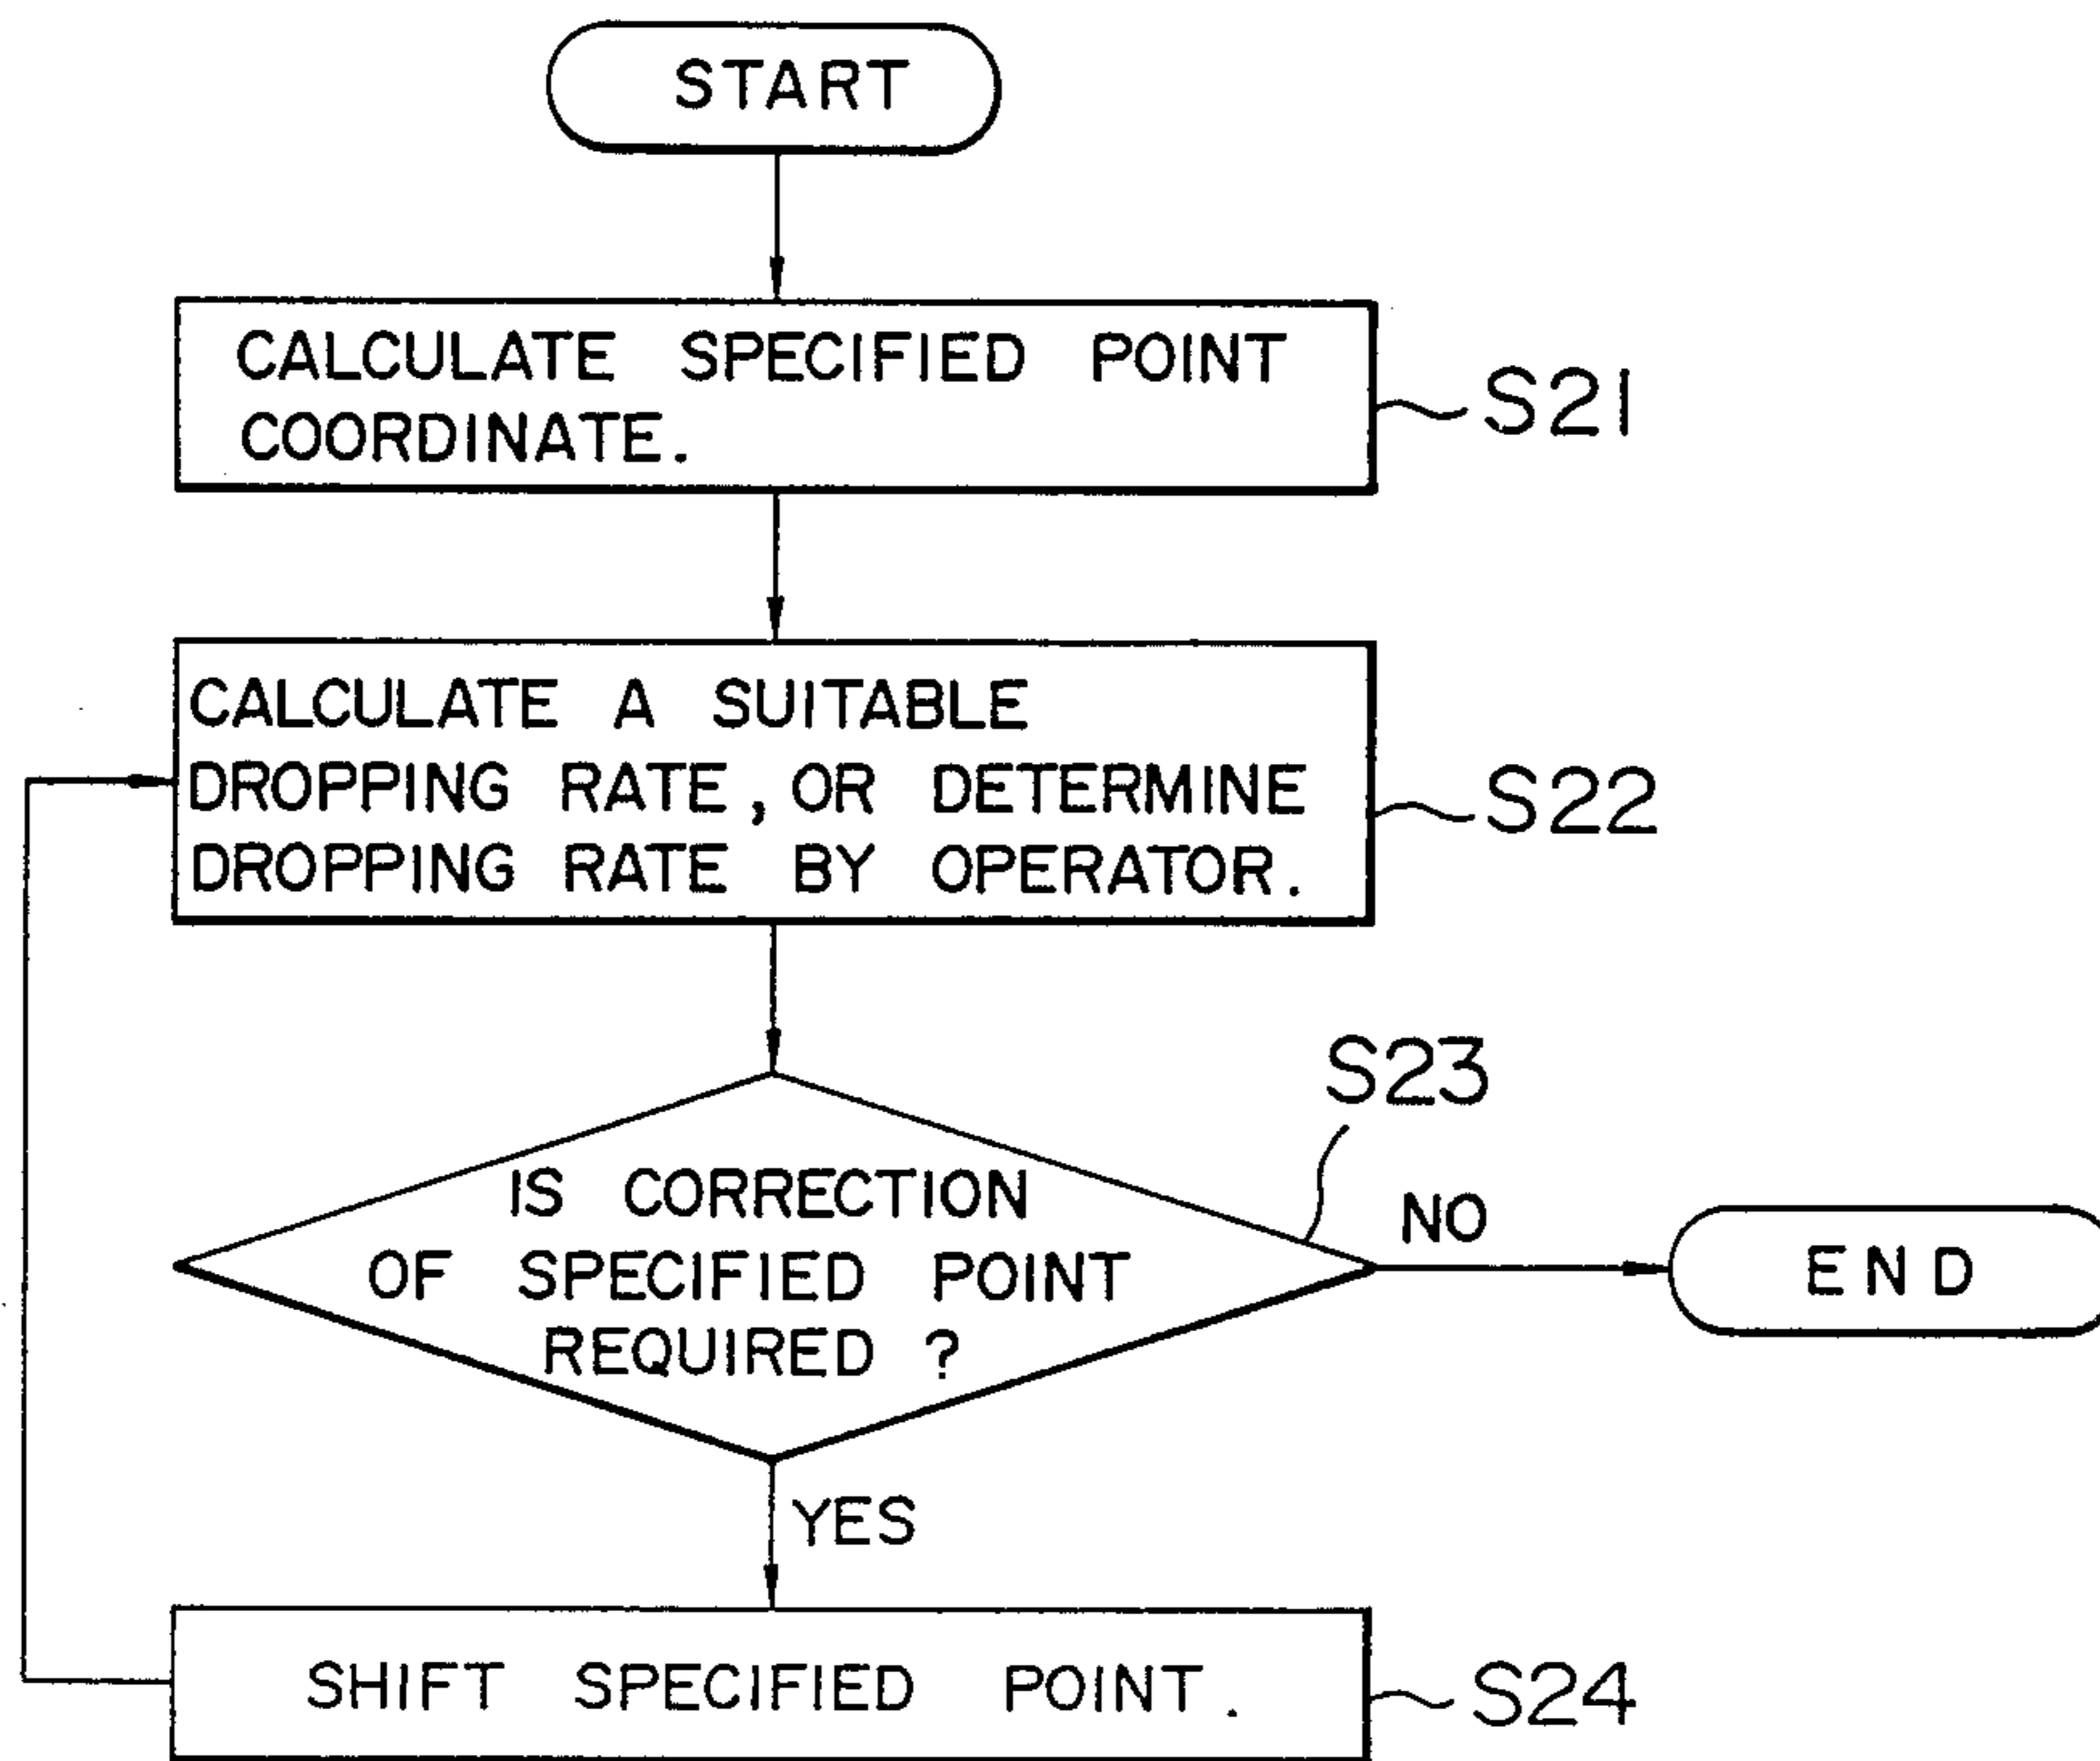 START
CALCULATE SPECIFIED POINT
COORDINATE.
S21
CALCULATE A SUITABLE
DROPPING RATE, OR DETERMINE
DROPPING RATE BY OPERATOR.
S22
S23
IS CORRECTION
OF SPECIFIED POINT
REQUIRED ?
NO
END
YES
SHIFT SPECIFIED POINT.
S24